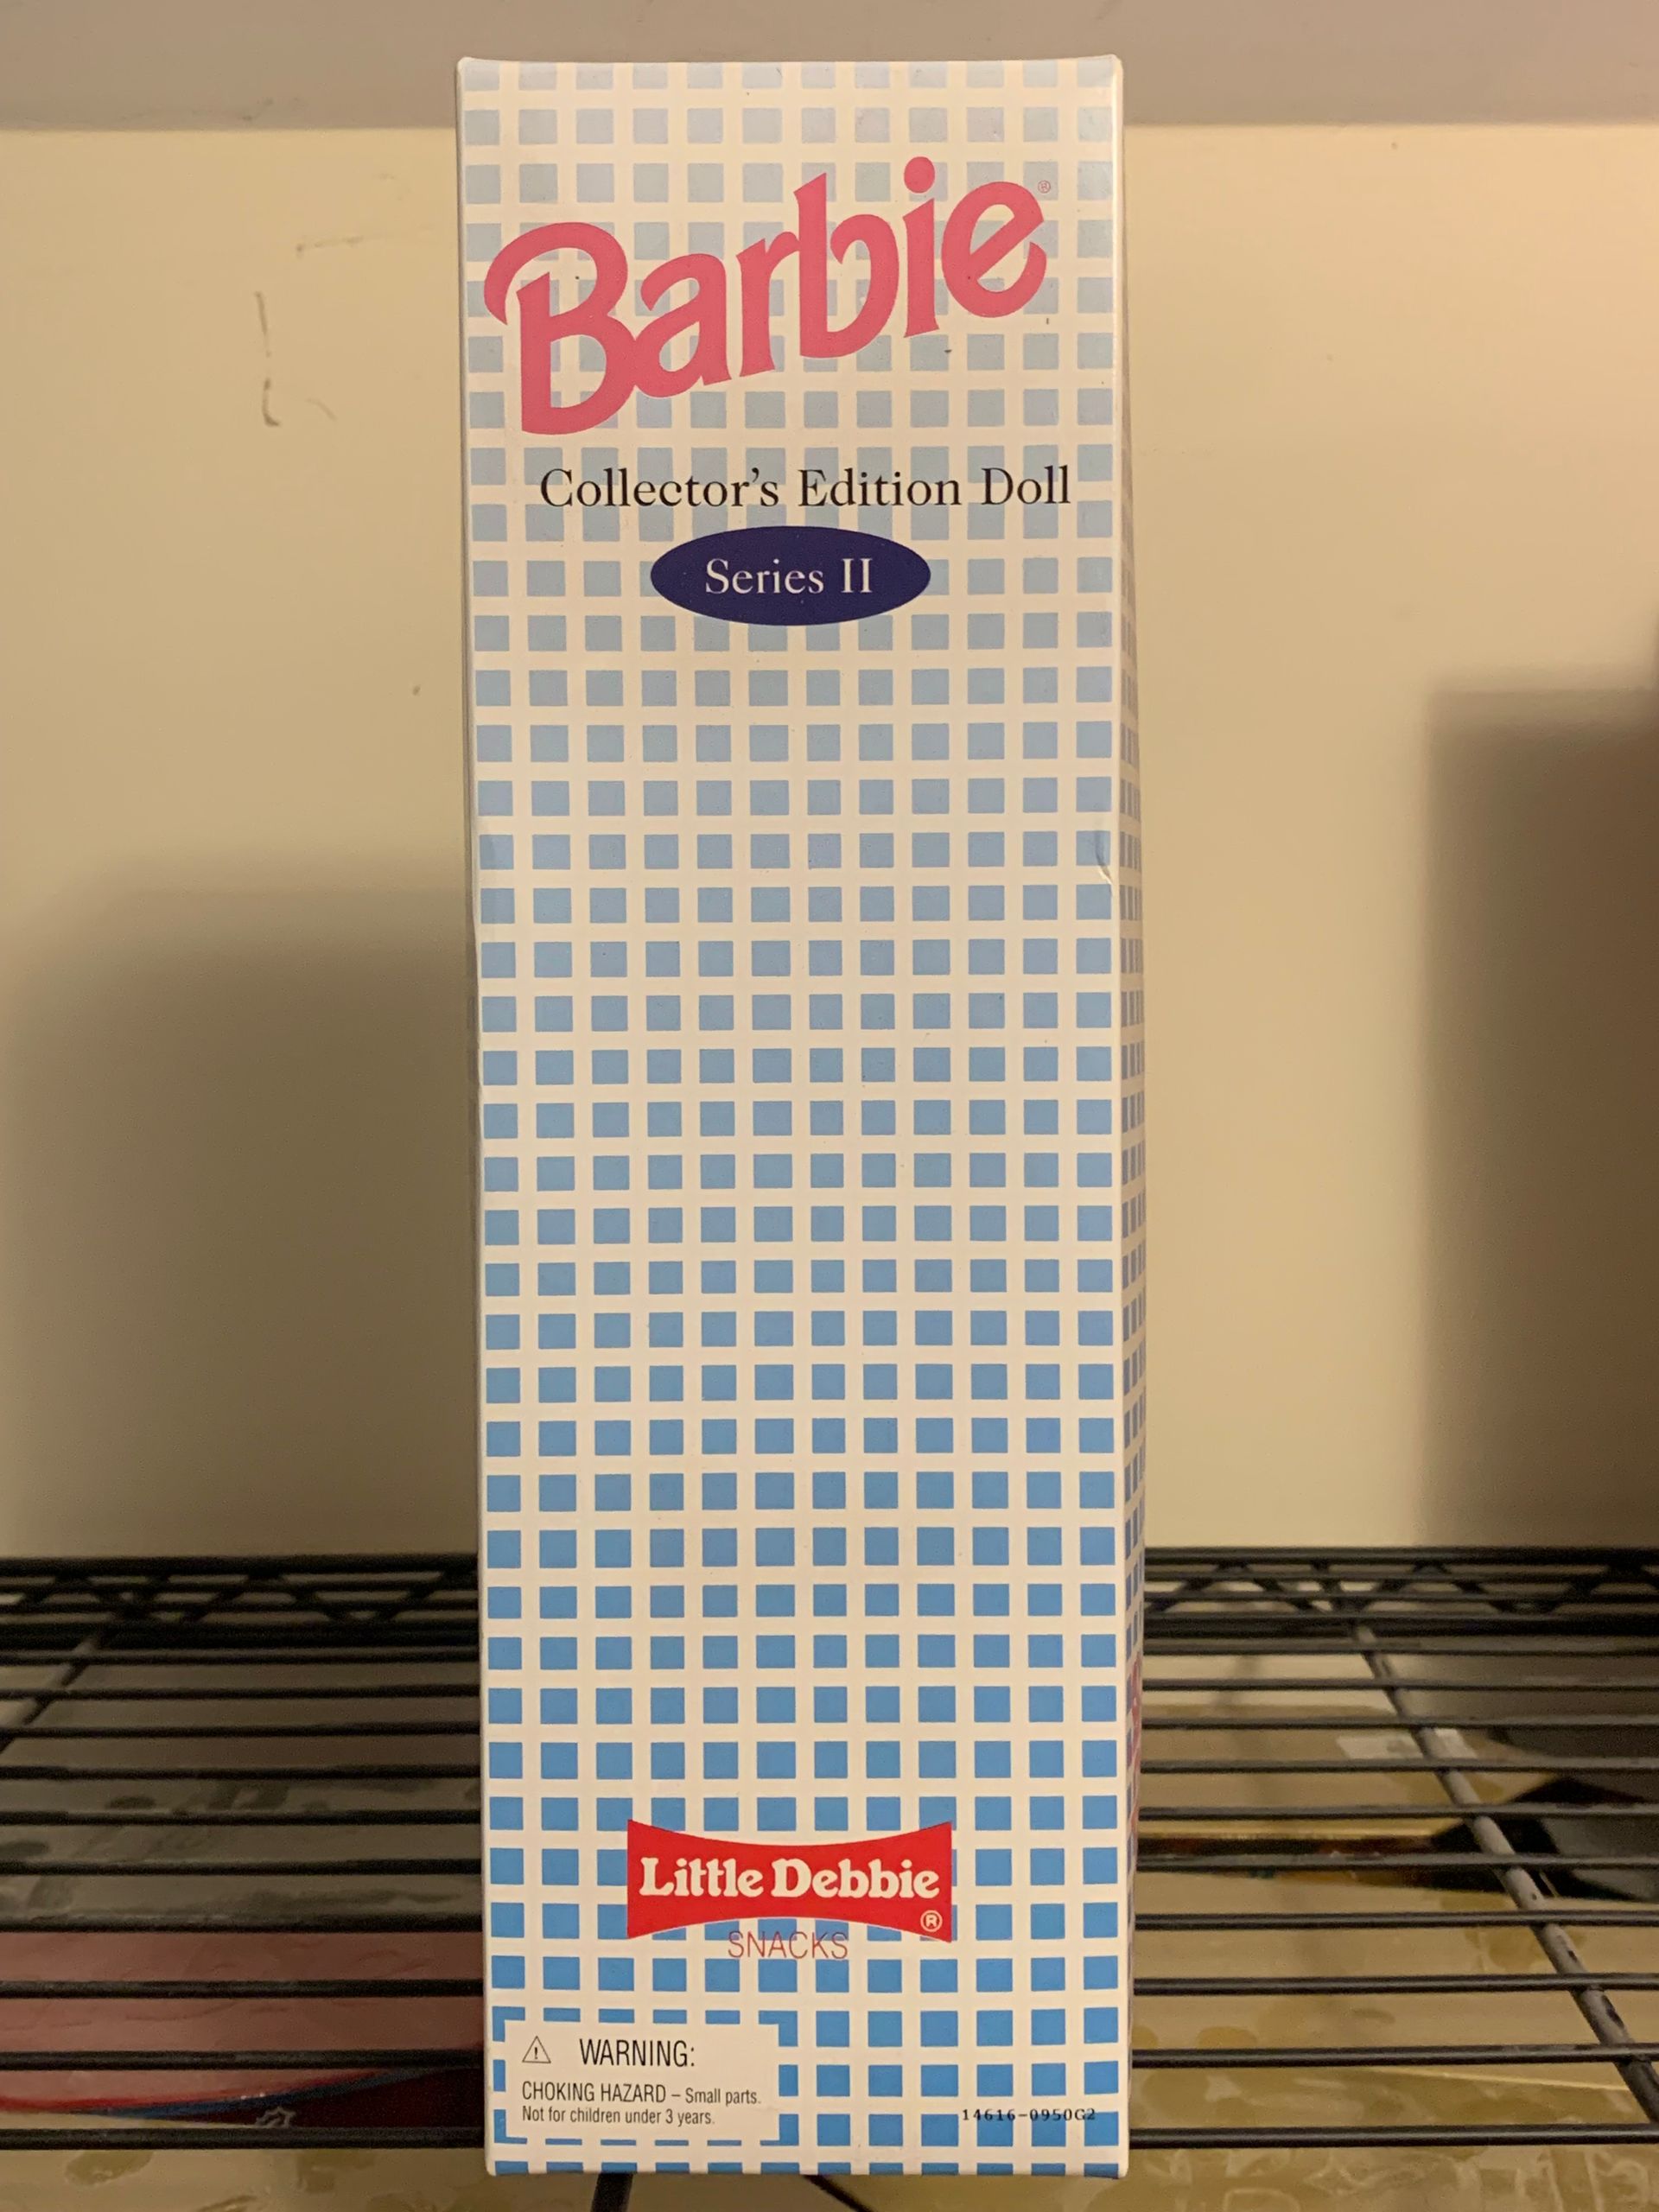 Barbie®
Collector's Edition Doll
Series II
Little Debbie®
SNACKS
⚠ WARNING:
CHOKING HAZARD – Small parts.
Not for children under 3 years.
14616-0950G2